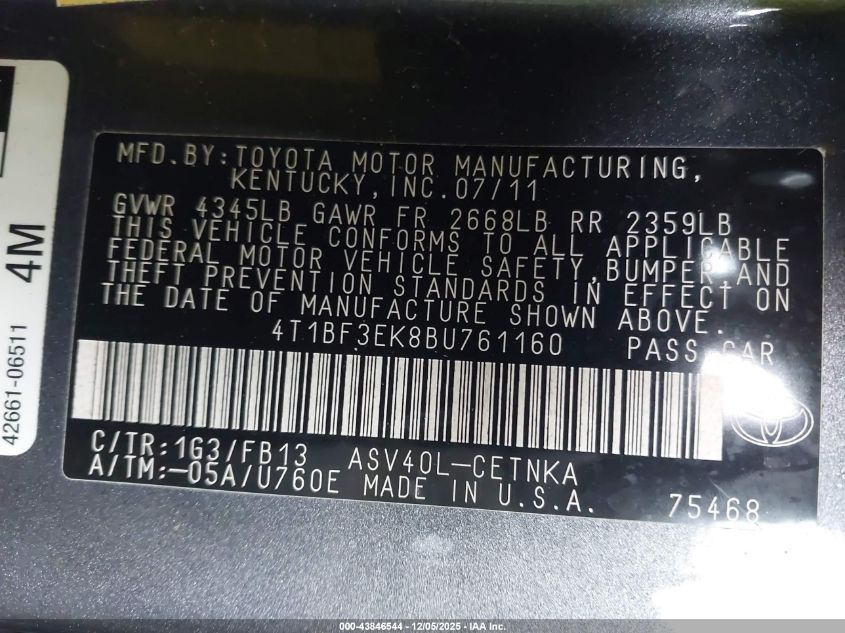 MFD.BY:TOYOTA MOTOR MANUFACTURING,
KENTUCKY, INC.07/11
GVWR 4345LB GAWR FR 2668LB RR 2359LB
THIS VEHICLE CONFORMS TO ALL APPLICABLE
FEDERAL MOTOR VEHICLE SAFETY,BUMPER,AND
THEFT PREVENTION STANDARDS IN EFFECT ON
THE DATE OF MANUFACTURE SHOWN ABOVE.
4T1BF3EK8BU761160 PASS.CAR
C/TR:1G3/FB13 ASV40L-CETNKA
A/TM:-05A/U760E MADE IN U.S.A.
75468
4M
42661-06511
000-43846544 / 12/05/2025 - IAA Inc.